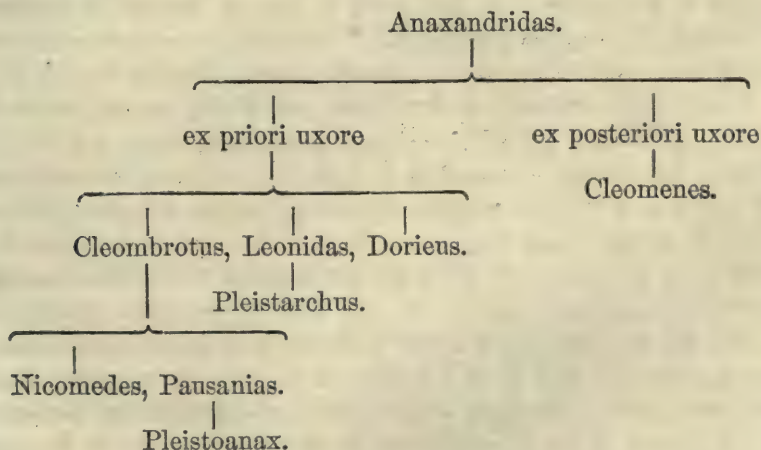 Anaxandridas.
ex priori uxore ex posteriori uxore
Cleomenes.
Cleombrotus, Leonidas, Dorieus.
Pleistarchus.
Nicomedes, Pausanias.
Pleistoanax.